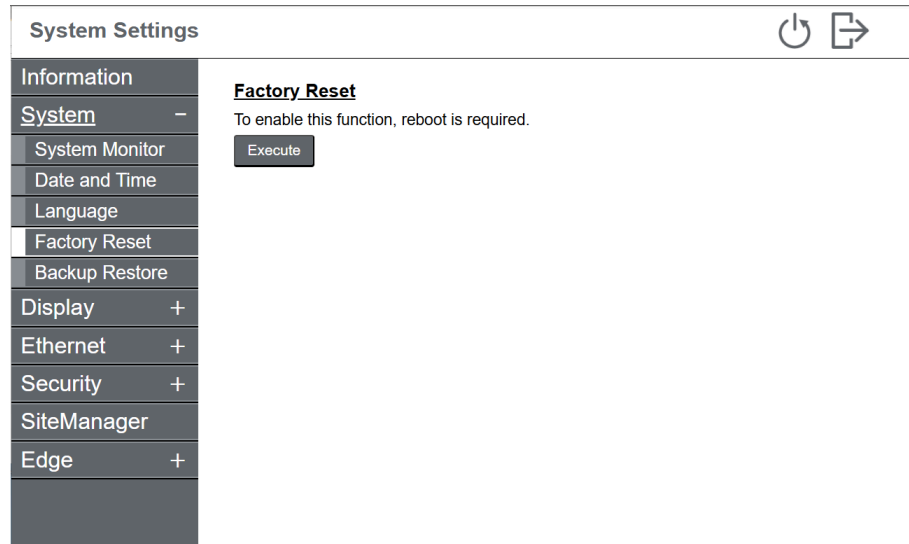 System Settings
Information
System −
System Monitor
Date and Time
Language
Factory Reset
Backup Restore
Display +
Ethernet +
Security +
SiteManager
Edge +
Factory Reset
To enable this function, reboot is required.
Execute